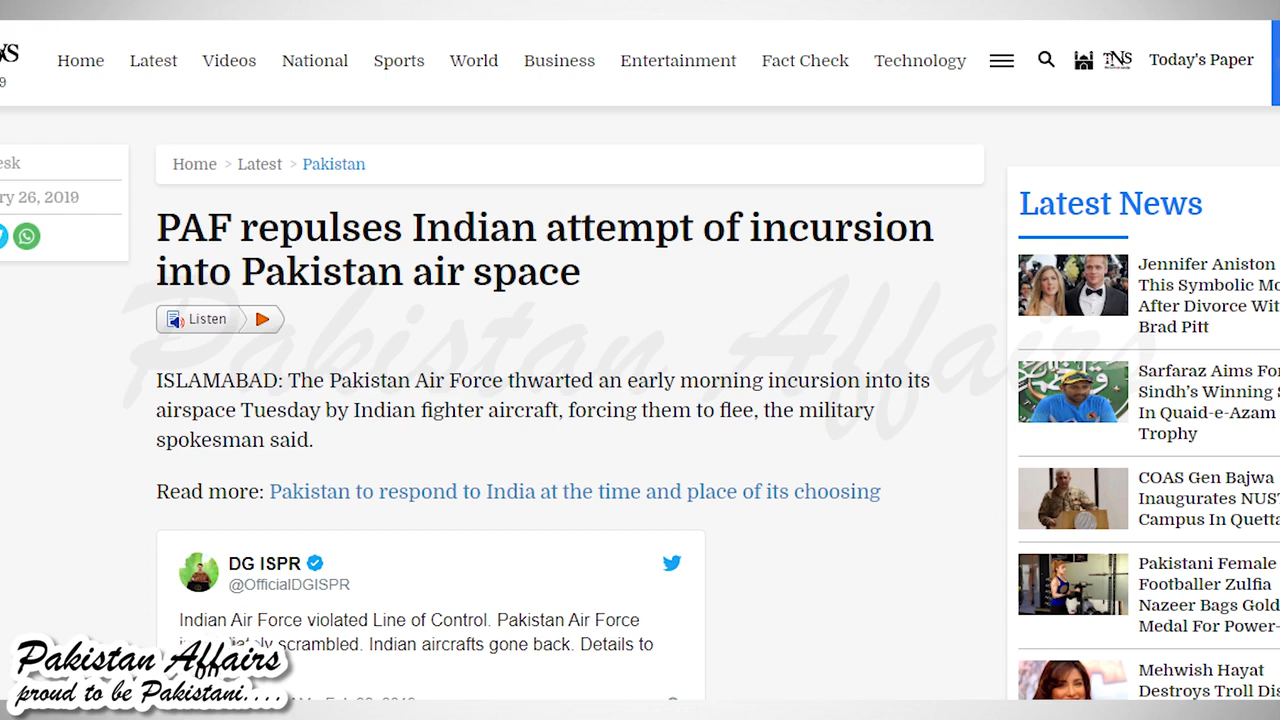 Home Latest Videos National Sports World Business Entertainment Fact Check Technology TNS Today's Paper
26, 2019
Home > Latest > Pakistan
PAF repulses Indian attempt of incursion
into Pakistan air space
Listen
ISLAMABAD: The Pakistan Air Force thwarted an early morning incursion into its
airspace Tuesday by Indian fighter aircraft, forcing them to flee, the military
spokesman said.
Read more: Pakistan to respond to India at the time and place of its choosing
DG ISPR
@OfficialDGISPR
Indian Air Force violated Line of Control. Pakistan Air Force
scrambled. Indian aircrafts gone back. Details to
Latest News
Jennifer Aniston
This Symbolic
After Divorce
Brad Pitt
Sarfaraz Aims
Sindh's Winning
In Quaid-e-Azam
Trophy
COAS Gen Bajwa
Inaugurates NUST
Campus In Quetta
Pakistani Female
Footballer Zulfia
Nazeer Bags Gold
Medal For Power-
Mehwish Hayat
Destroys Troll
Pakistan Affairs
Pakistan Affairs
proud to be Pakistani....